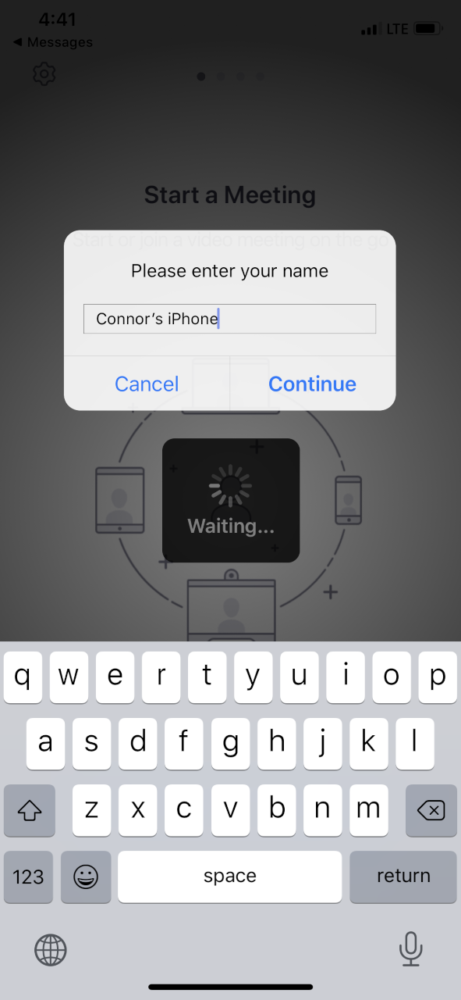 4:41
LTE
◀ Messages
Start a Meeting
Start or join a video meeting on the go
Please enter your name
Connor’s iPhone
Cancel
Continue
Waiting...
q w e r t y u i o p
a s d f g h j k l
z x c v b n m
123
space
return